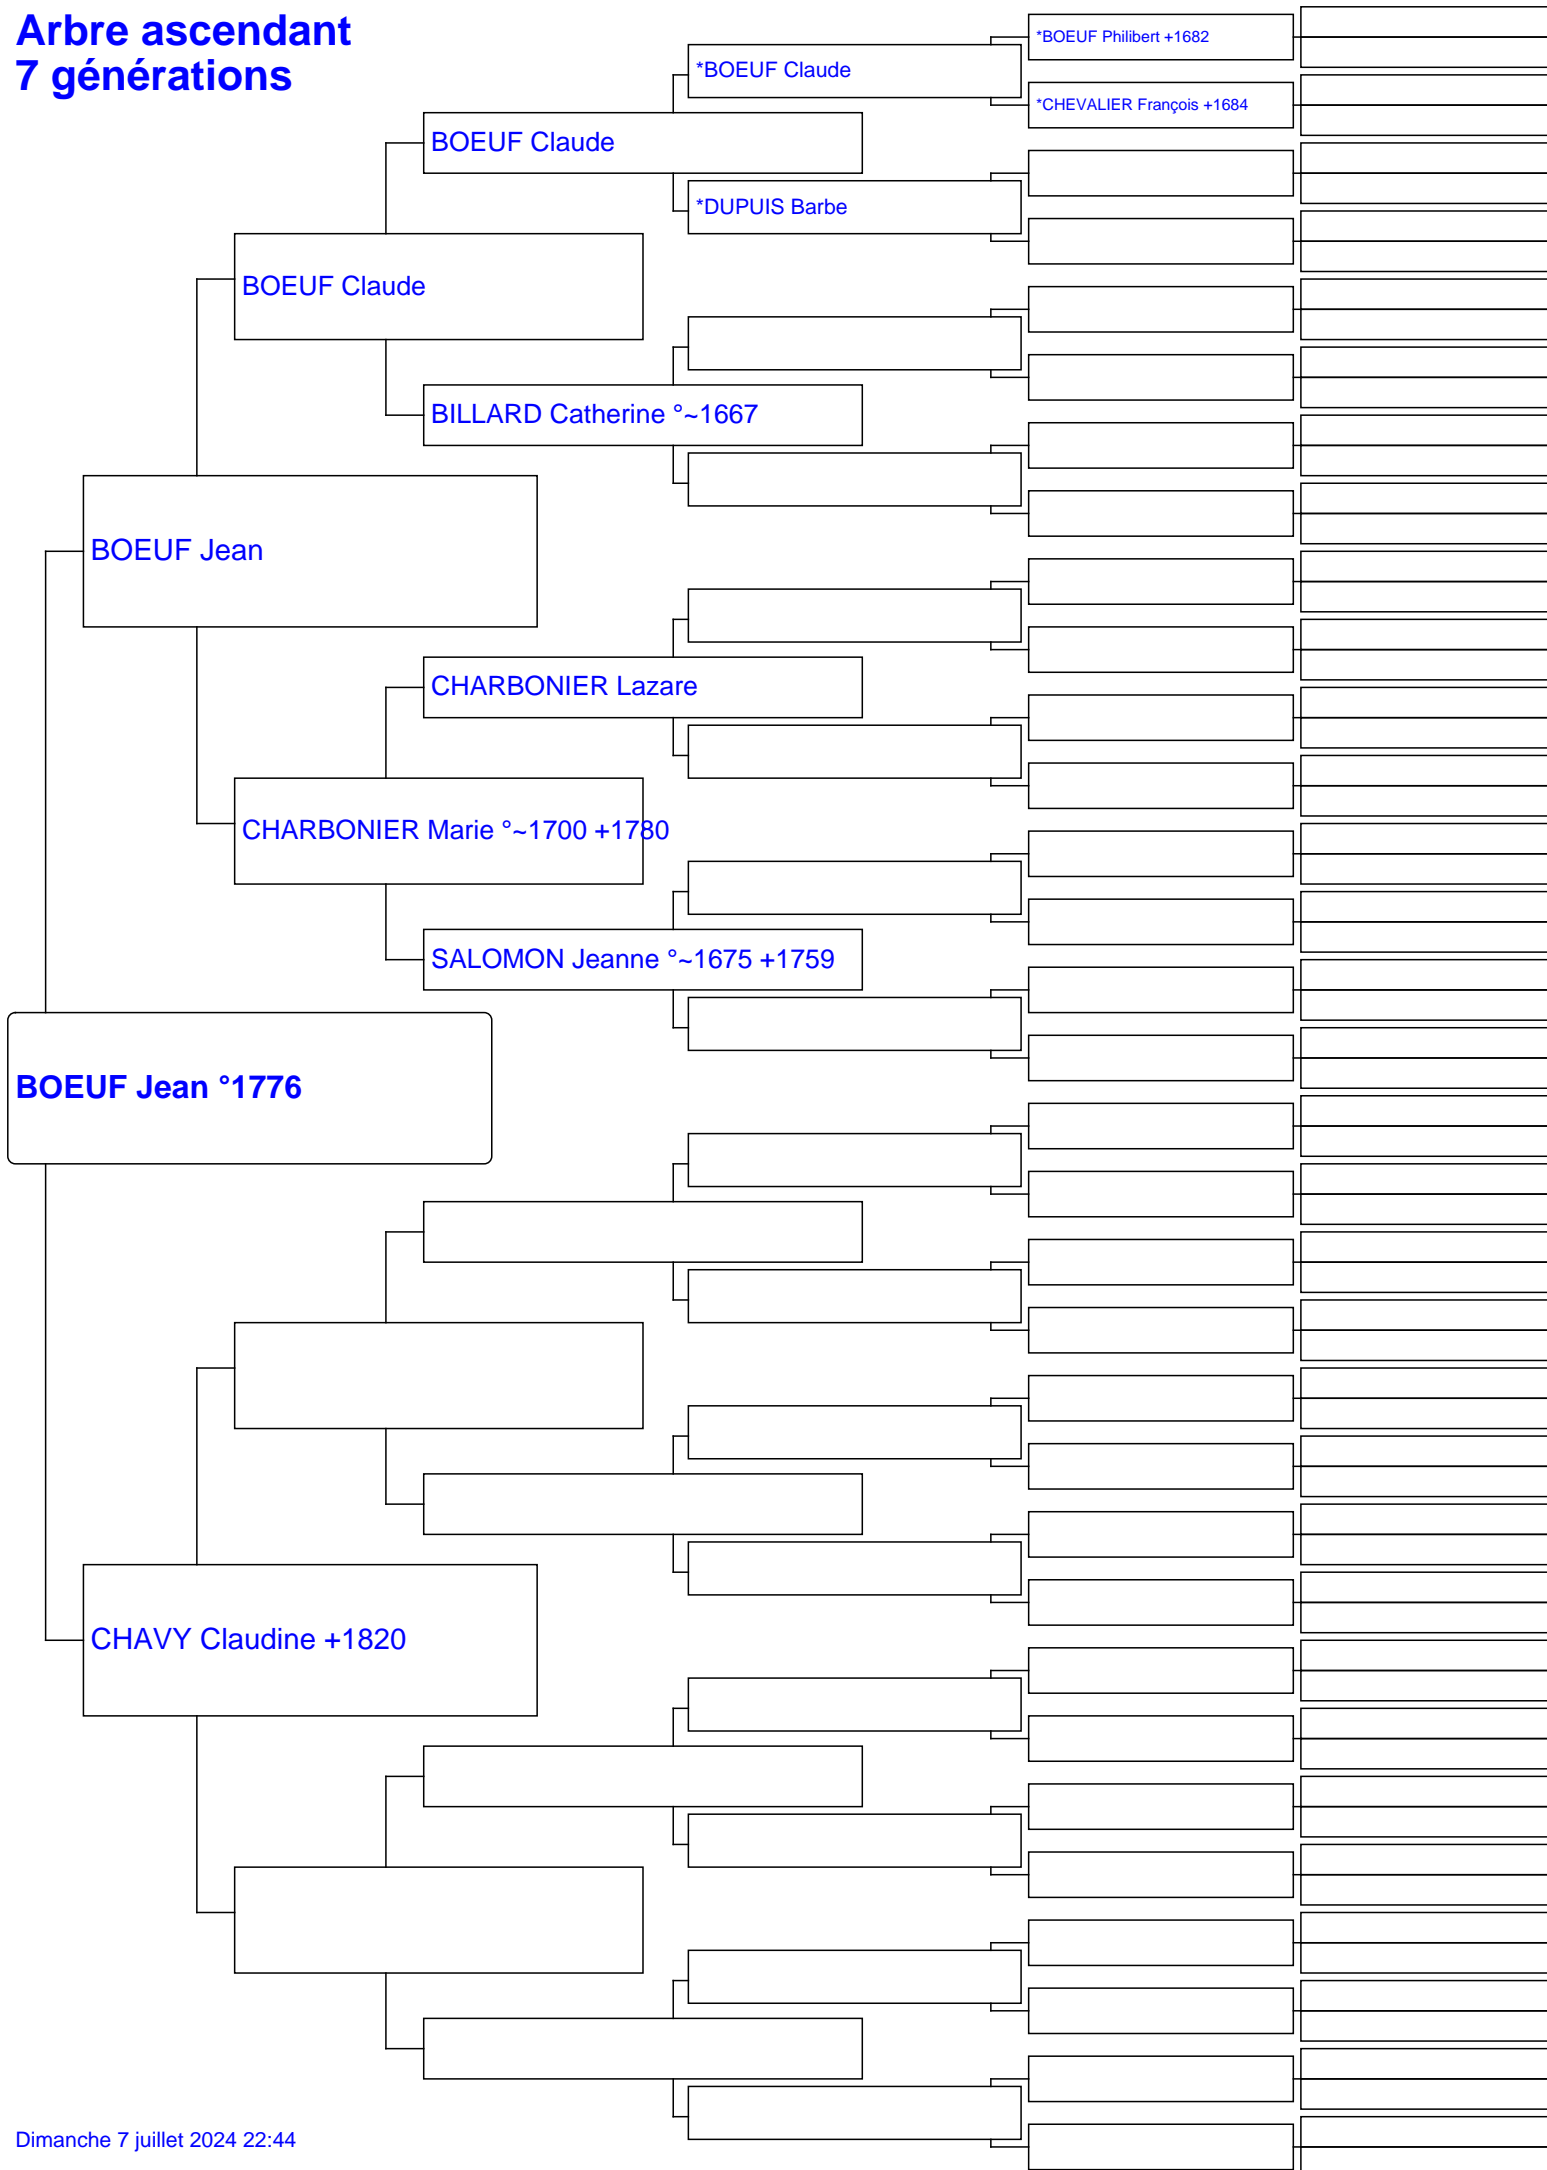 Arbre ascendant
7 générations
*BOEUF Philibert +1682
*BOEUF Claude
*CHEVALIER François +1684
BOEUF Claude
*DUPUIS Barbe
BOEUF Claude
BILLARD Catherine °~1667
BOEUF Jean
CHARBONIER Lazare
CHARBONIER Marie °~1700 +1780
SALOMON Jeanne °~1675 +1759
BOEUF Jean °1776
CHAVY Claudine +1820
Dimanche 7 juillet 2024 22:44